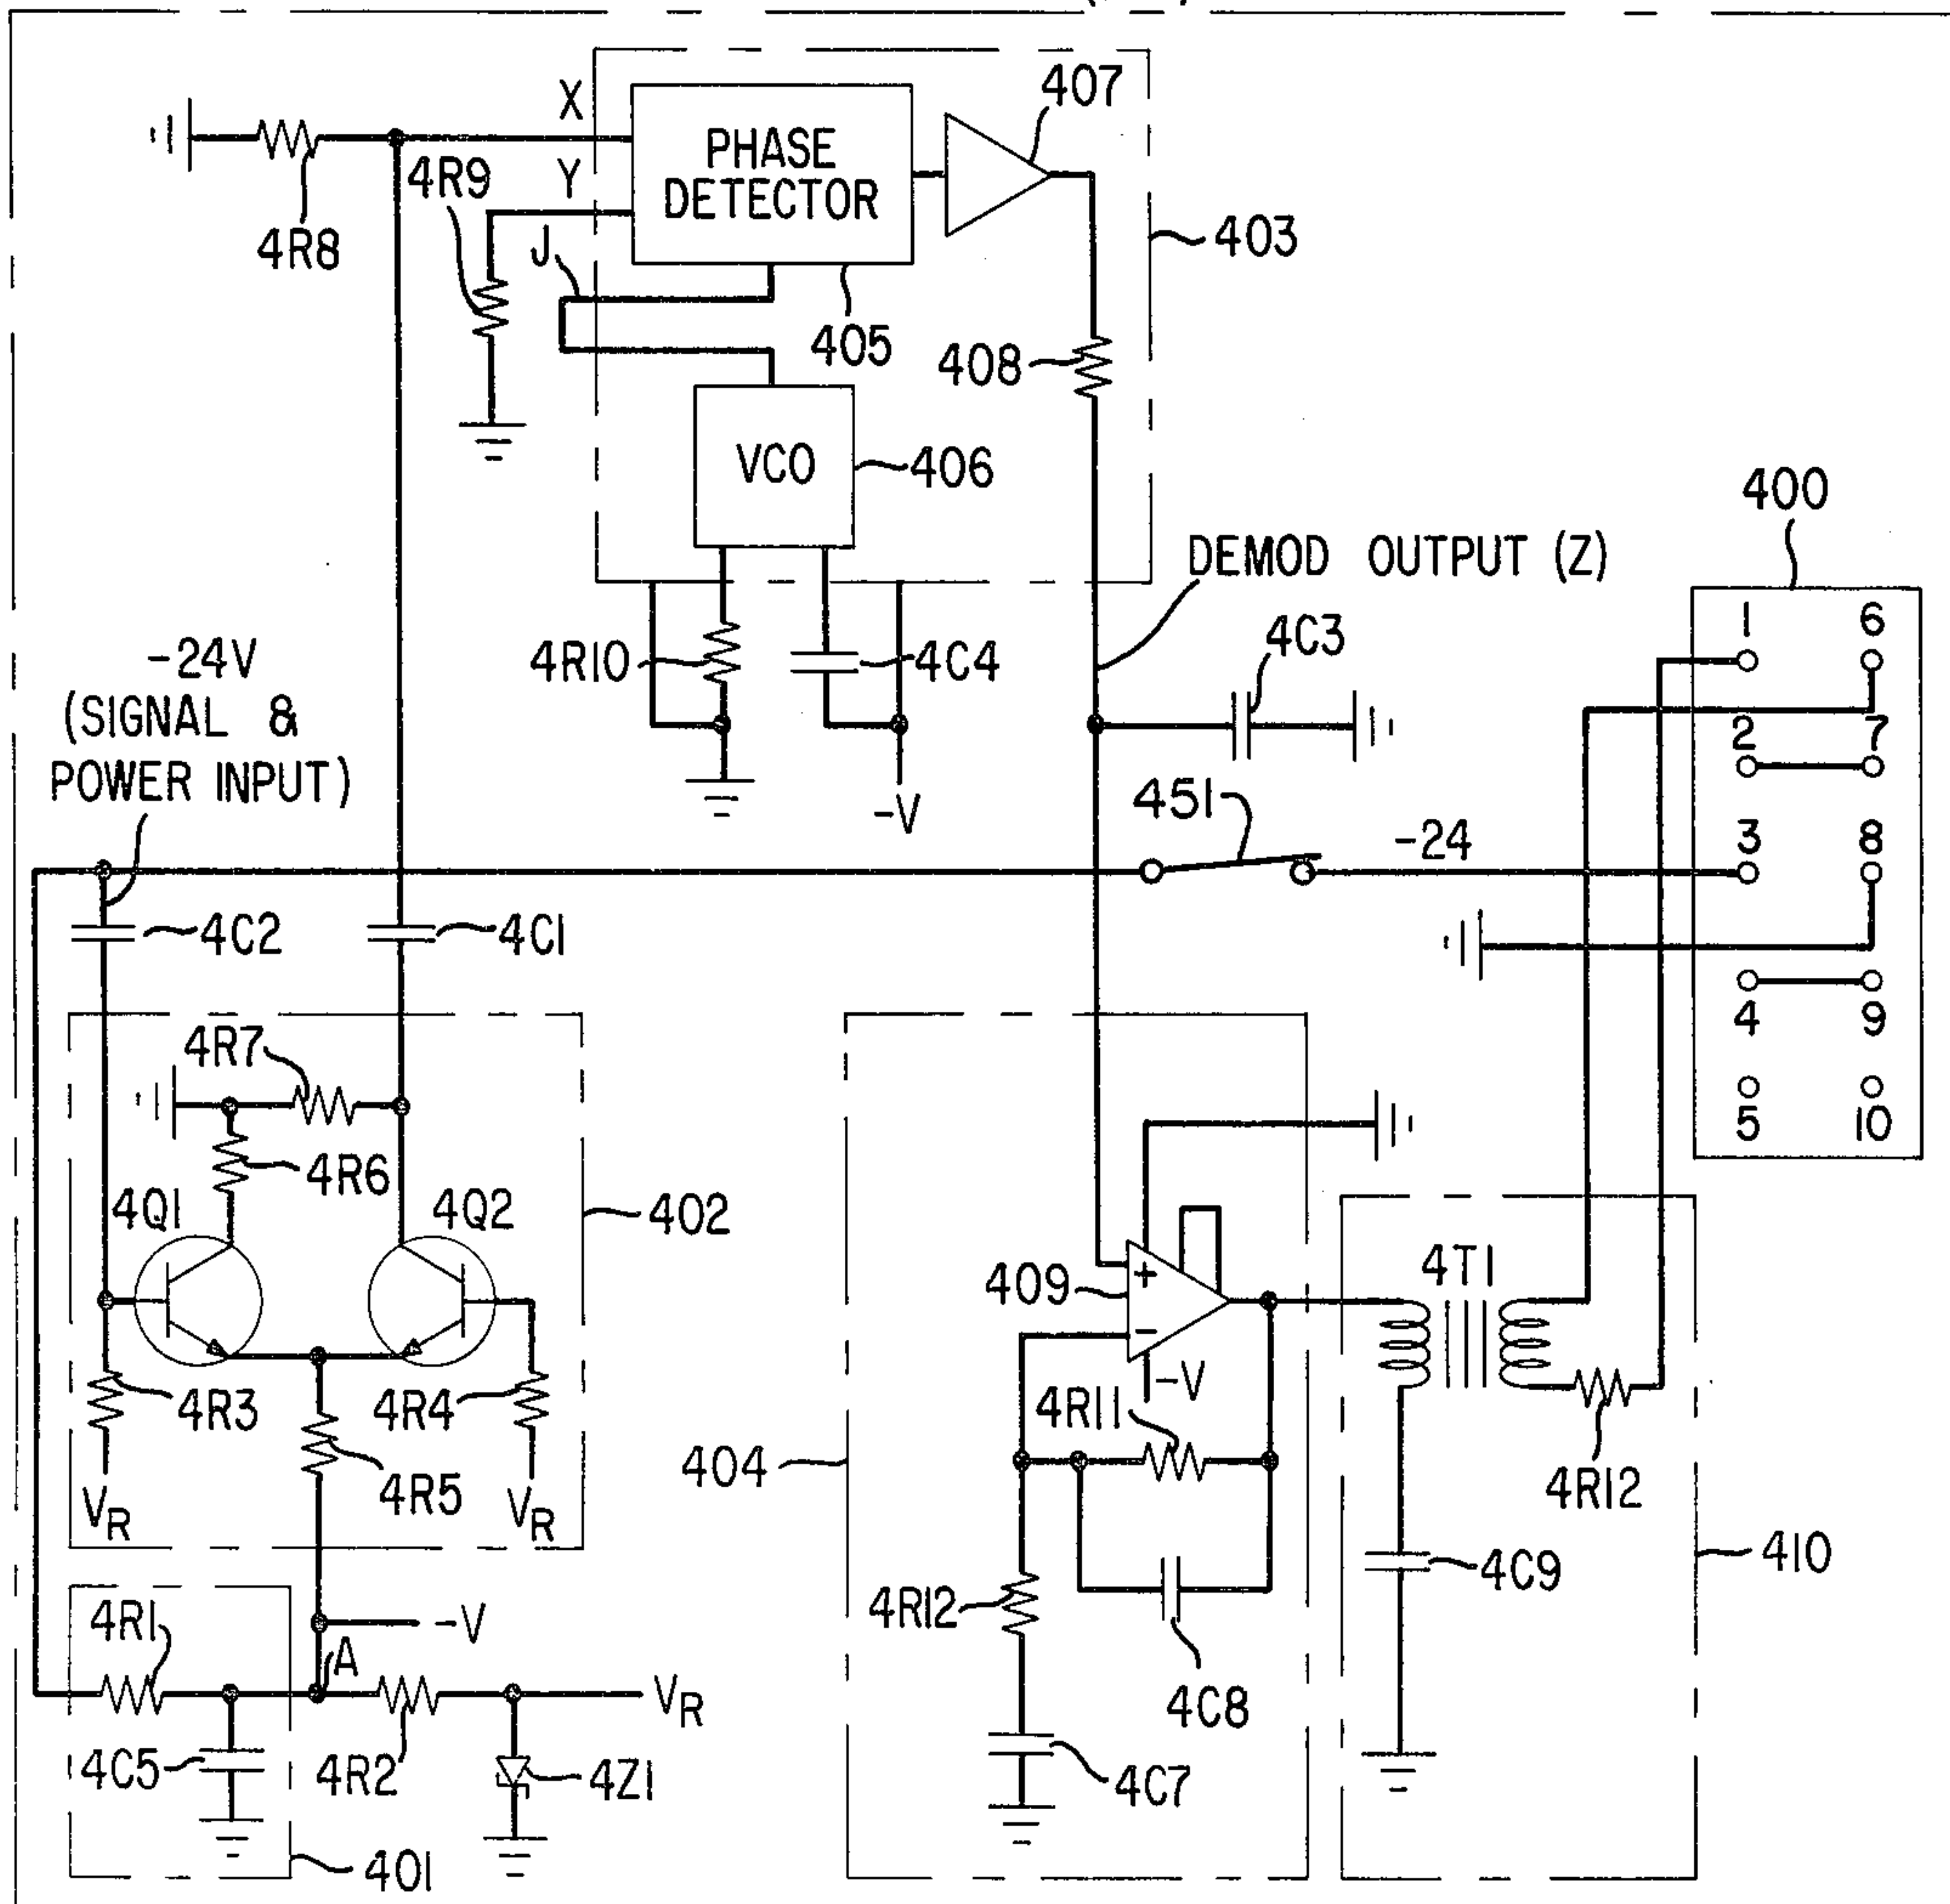 X
407
PHASE
DETECTOR
Y
4R9
403
4R8
J
405
408
VCO
406
400
DEMOD OUTPUT (Z)
1 6
-24V
(SIGNAL &
POWER INPUT)
4R10
4C4
4C3
2 7
-V
451
-24
3 8
4C2
4C1
4 9
4R7
5 10
4R6
4Q1
4Q2
402
409
+
-
4T1
-V
4R3
4R4
4R11
4R5
404
4R12
VR
VR
4C9
410
4R12
4R1
-V
A
VR
4C8
4C5
4R2
4Z1
4C7
401